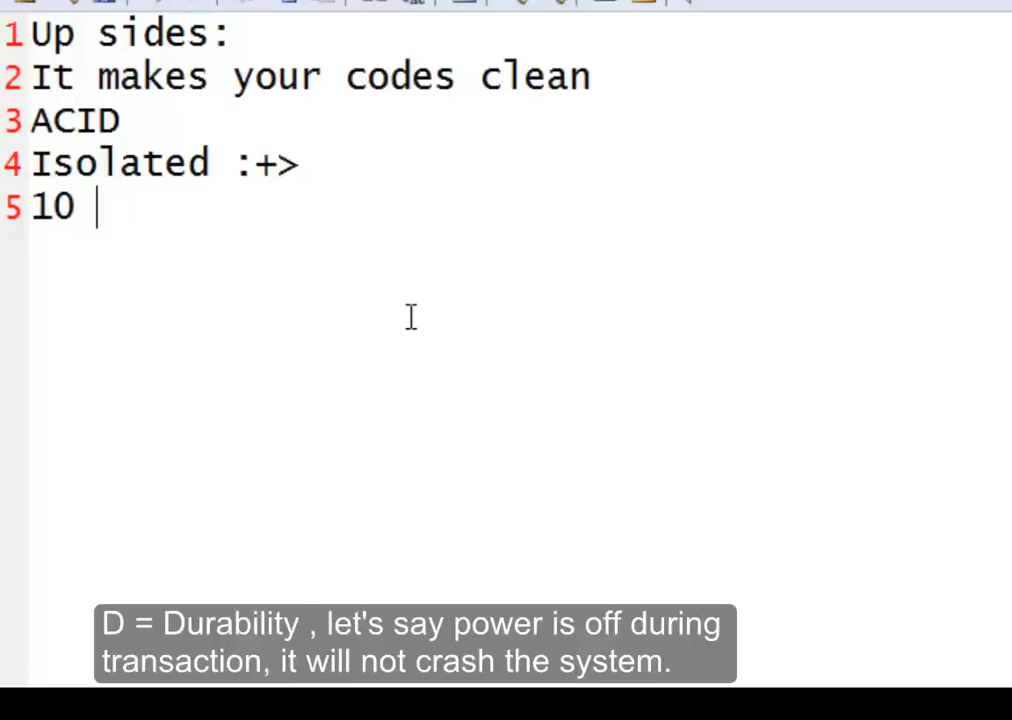 1 Up sides:
2 It makes your codes clean
3 ACID
4 Isolated :+>
5 10
D = Durability , let's say power is off during
transaction, it will not crash the system.